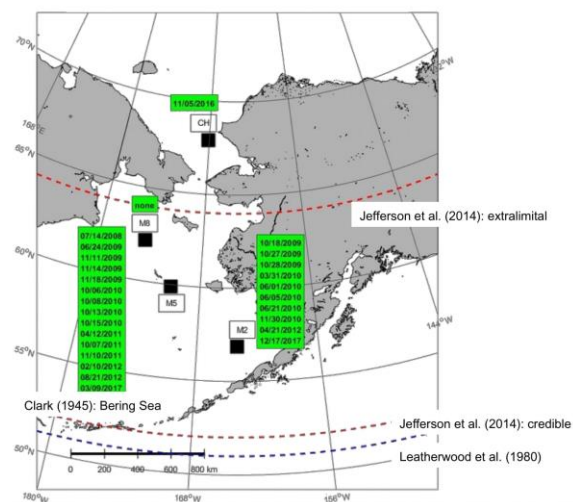 70°N
72°N
11/05/2016
CH
168°E
65°N
none
M8
Jefferson et al. (2014): extralimital
07/14/2008
06/24/2009
11/11/2009
11/14/2009
11/16/2009
10/06/2010
10/08/2010
10/13/2010
10/15/2010
04/12/2011
10/07/2011
11/10/2011
02/10/2012
08/21/2012
03/09/2017
10/18/2009
10/27/2009
10/28/2009
03/31/2010
06/01/2010
06/05/2010
06/21/2010
11/30/2010
04/21/2012
12/17/2017
60°N
M5
M2
144°W
55°N
Clark (1945): Bering Sea
Jefferson et al. (2014): credible
Leatherwood et al. (1980)
50°N
0 200 400 600 800 km
180°W
168°W
156°W